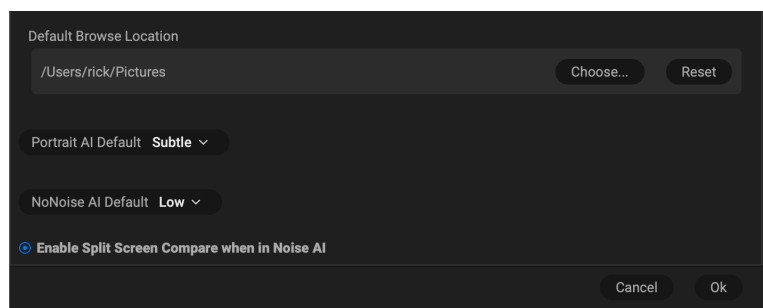 Default Browse Location
/Users/rick/Pictures Choose... Reset
Portrait AI Default Subtle
NoNoise AI Default Low
Enable Split Screen Compare when in Noise AI
Cancel Ok